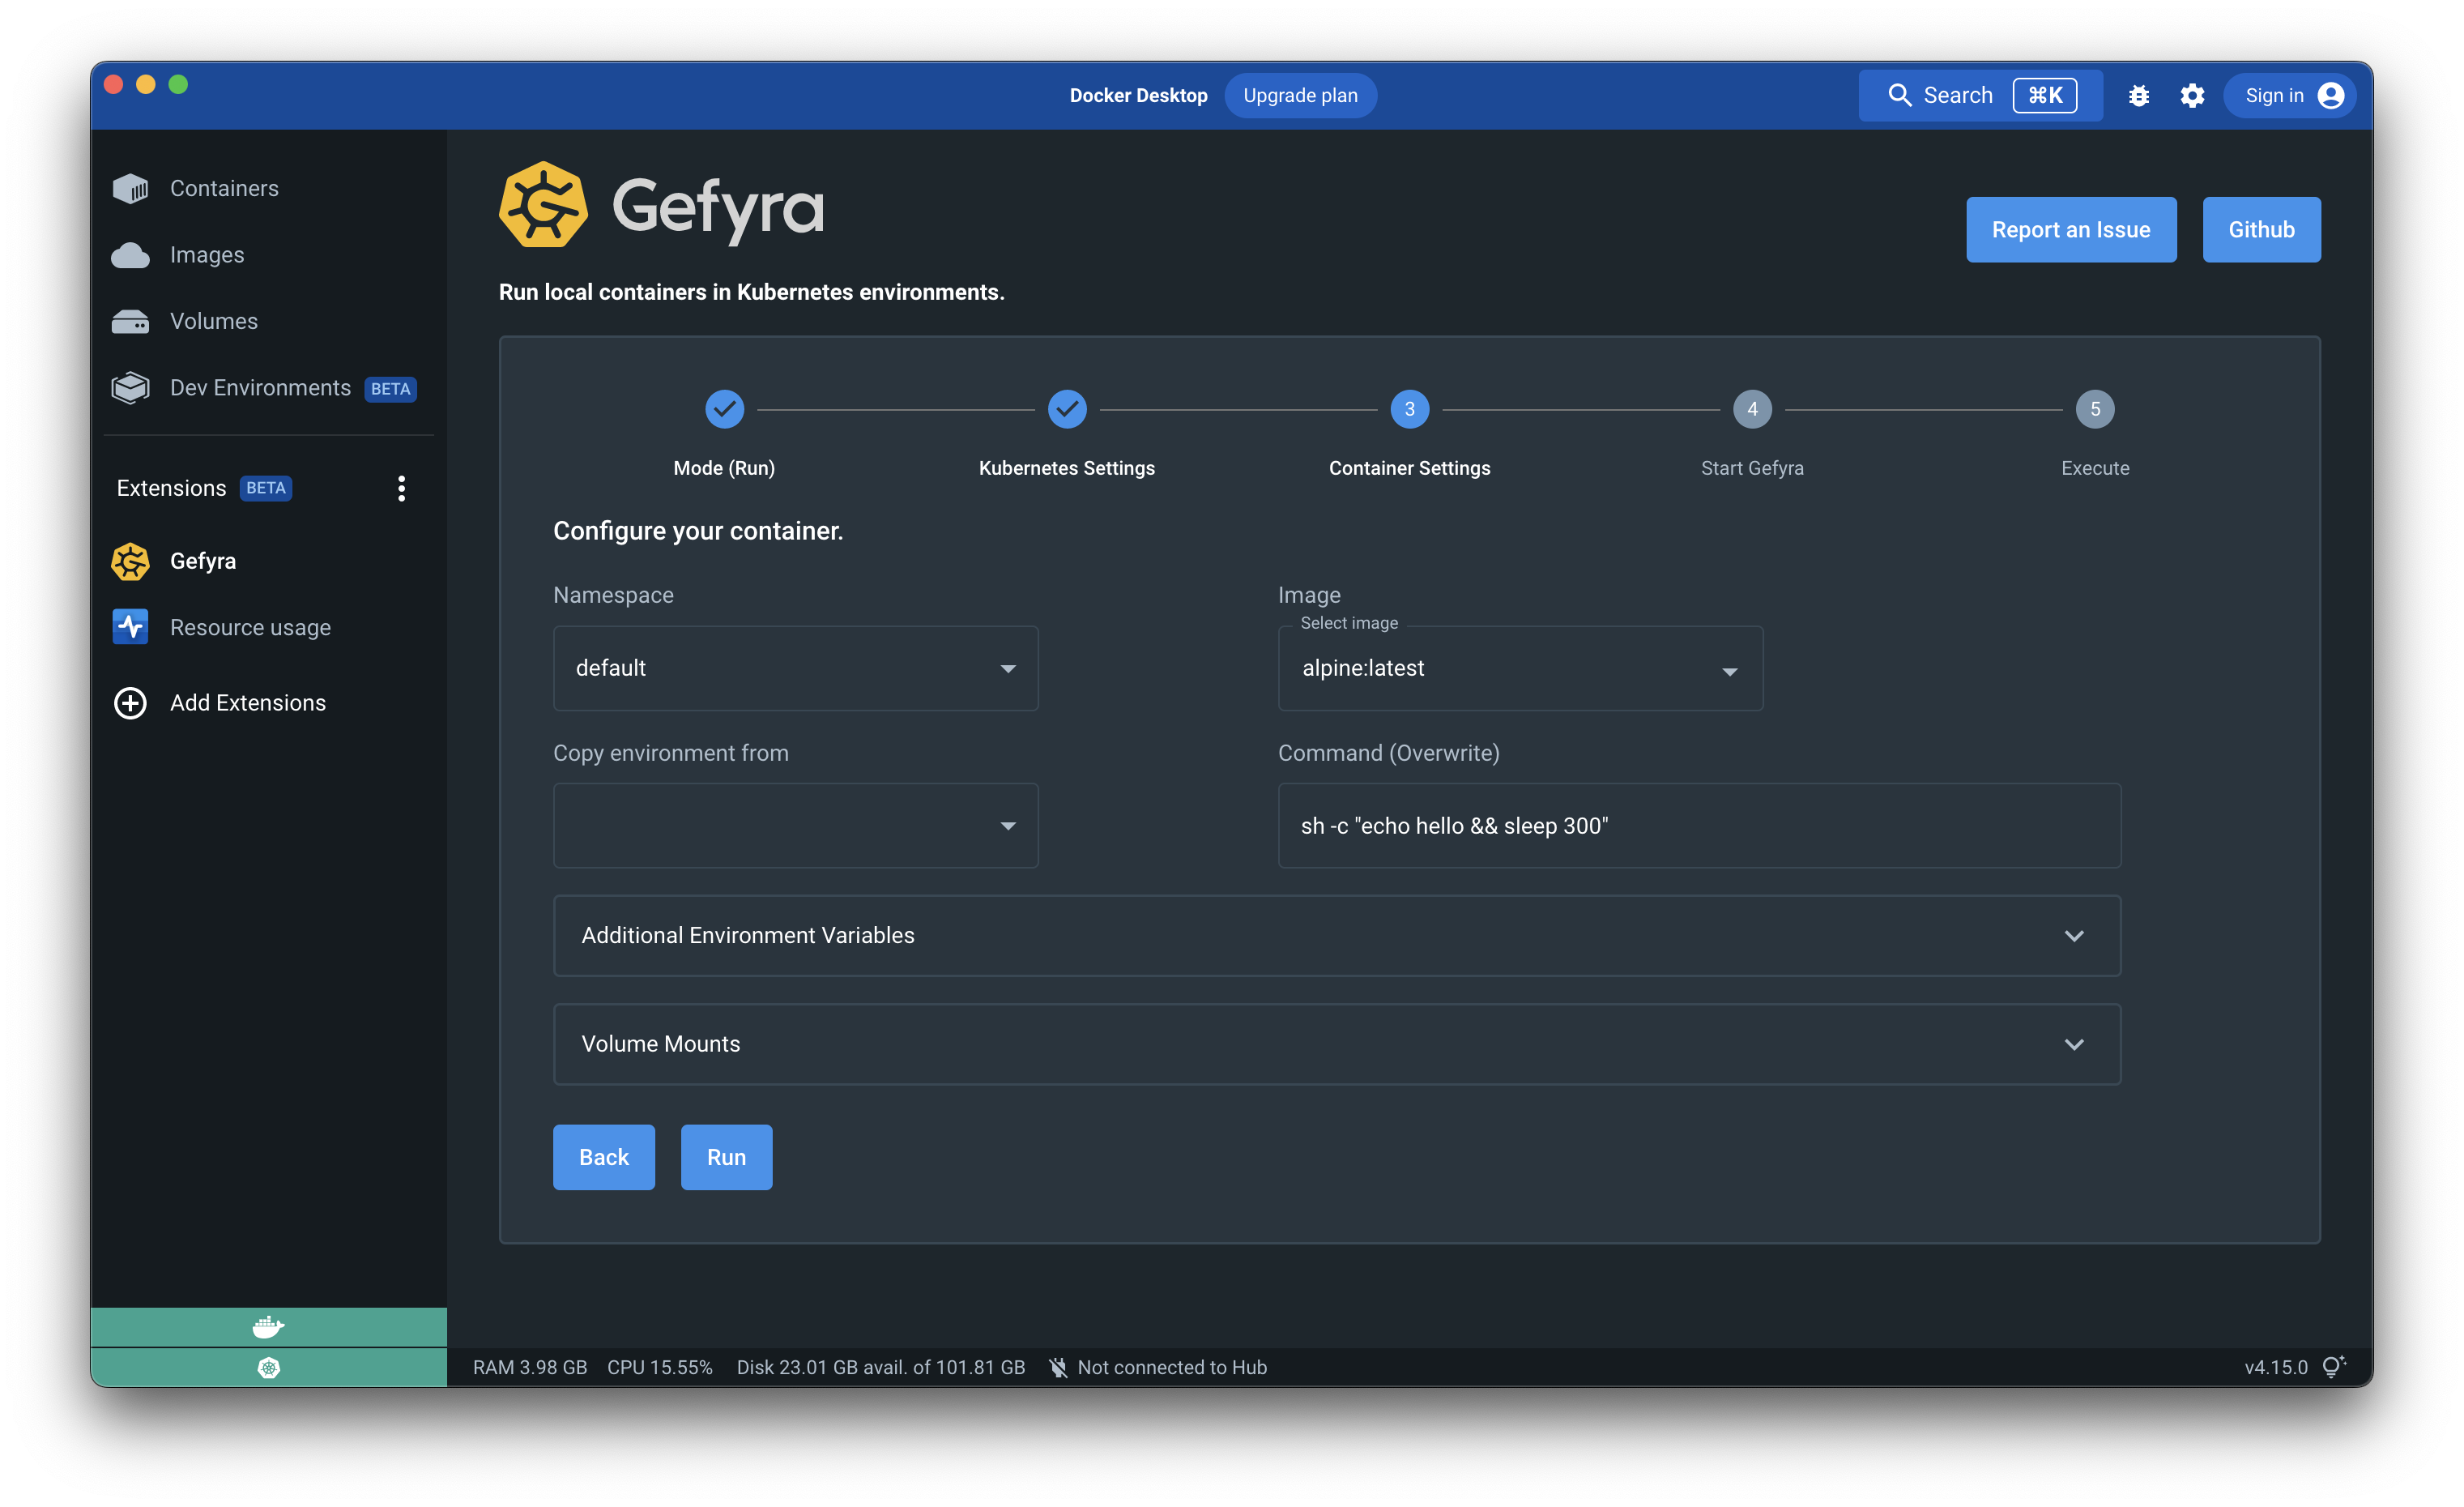 Docker Desktop Upgrade plan Search ⌘K Sign in
Containers
Images
Volumes
Dev Environments BETA
Extensions BETA
Gefyra
Resource usage
Add Extensions
Gefyra
Report an Issue Github
Run local containers in Kubernetes environments.
3 4 5
Mode (Run) Kubernetes Settings Container Settings Start Gefyra Execute
Configure your container.
Namespace Image
Select image
default alpine:latest
Copy environment from Command (Overwrite)
sh -c "echo hello && sleep 300"
Additional Environment Variables
Volume Mounts
Back Run
RAM 3.98 GB CPU 15.55% Disk 23.01 GB avail. of 101.81 GB Not connected to Hub v4.15.0